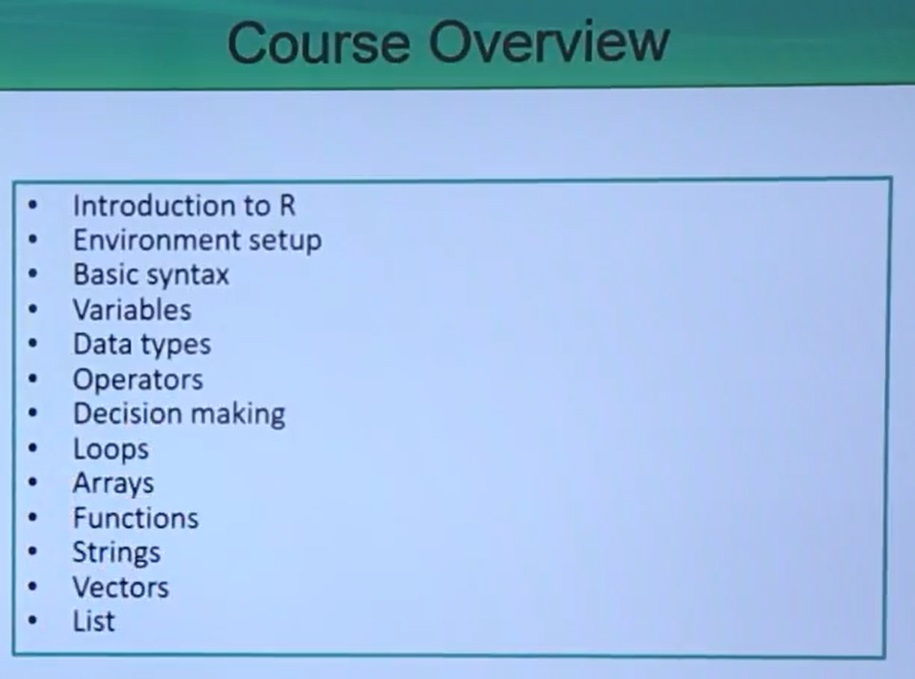 Course Overview
• Introduction to R
• Environment setup
• Basic syntax
• Variables
• Data types
• Operators
• Decision making
• Loops
• Arrays
• Functions
• Strings
• Vectors
• List